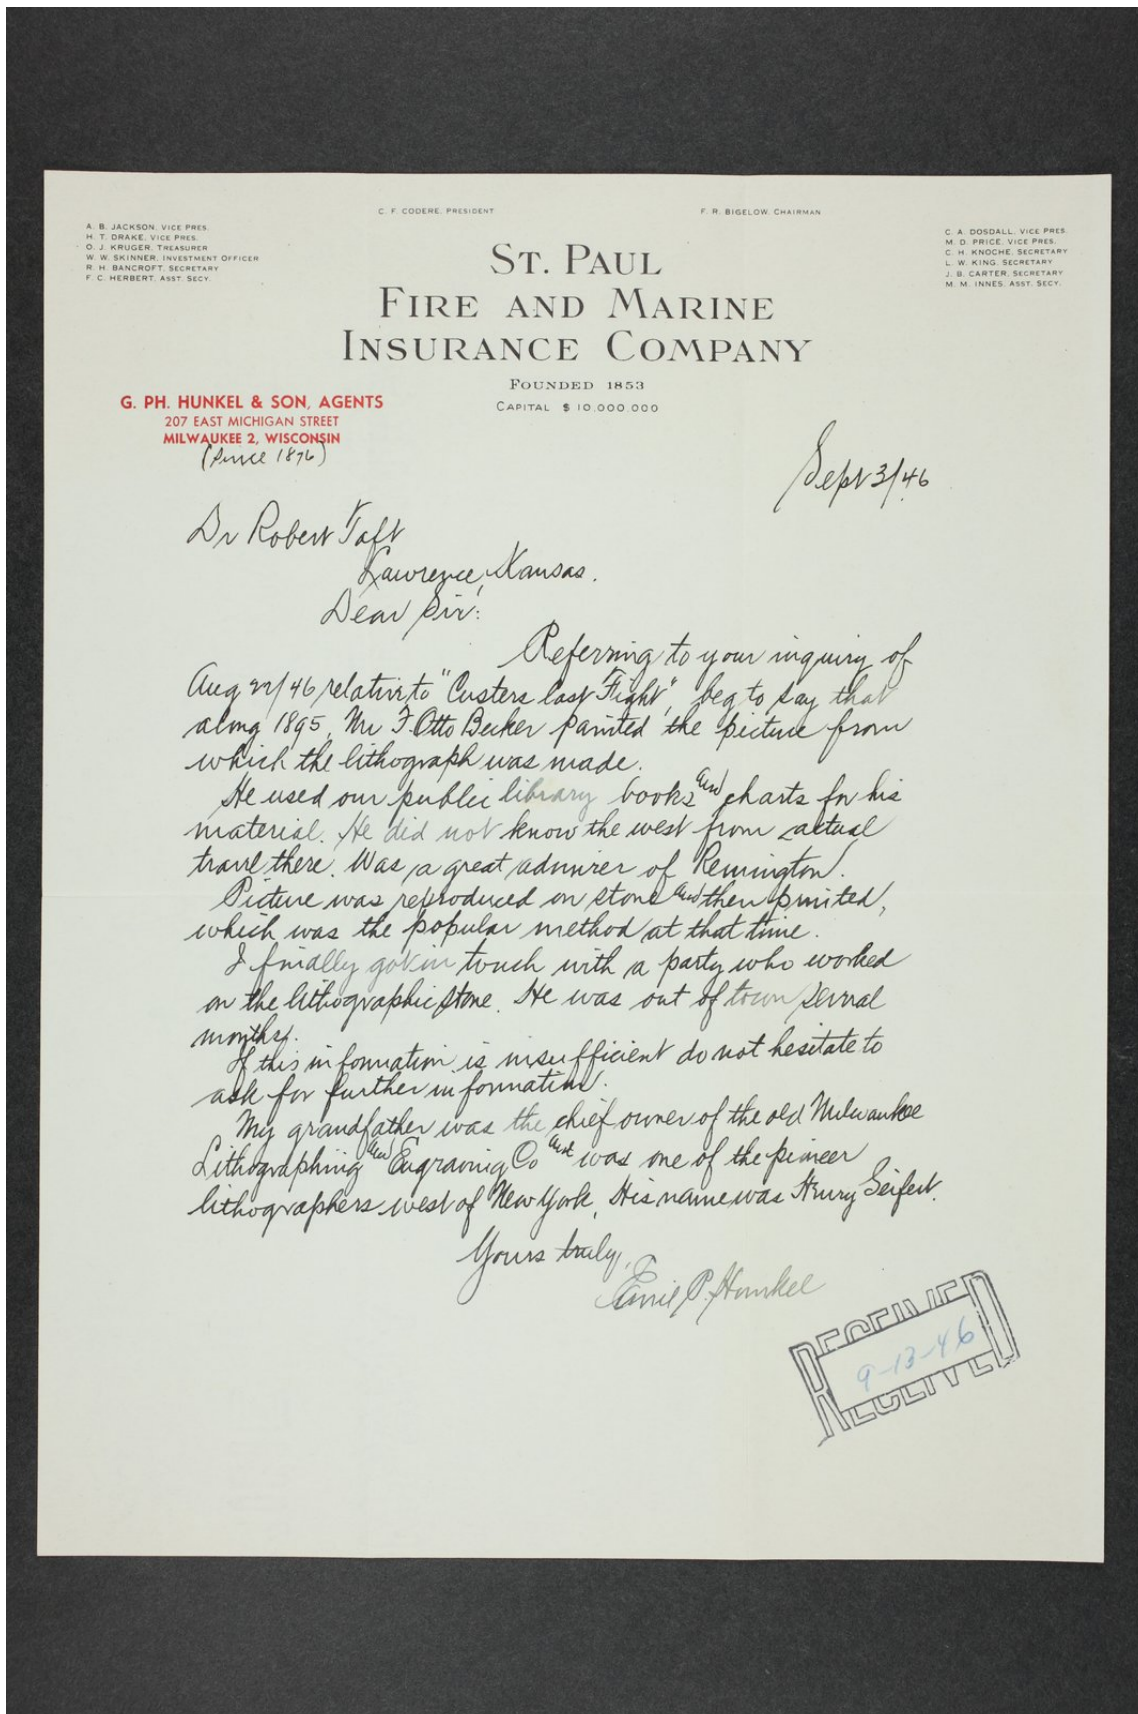 C. F. CODERE, PRESIDENT
F. R. BIGELOW, CHAIRMAN
A. B. JACKSON, VICE PRES.
H. T. DRAKE, VICE PRES.
O. J. KRUGER, TREASURER
W. W. SKINNER, INVESTMENT OFFICER
R. H. BANCROFT, SECRETARY
F. C. HERBERT, ASST. SECY.
C. A. DOSDALL, VICE PRES.
M. D. PRICE, VICE PRES.
C. H. KNOCHE, SECRETARY
L. W. KING, SECRETARY
J. B. CARTER, SECRETARY
M. M. INNES, ASST. SECY.
ST. PAUL
FIRE AND MARINE
INSURANCE COMPANY
FOUNDED 1853
CAPITAL $ 10,000,000
G. PH. HUNKEL & SON, AGENTS
207 EAST MICHIGAN STREET
MILWAUKEE 2, WISCONSIN
(Since 1876)
Sept 3/46
Dr Robert Taft
Lawrence, Kansas.
Dear Sir:
Referring to your inquiry of
Aug 22/46 relative to "Custers last "Fight", beg to say that
along 1895, Mr F. Otto Becker painted the picture from
which the lithograph was made.
He used our public library books and charts for his
material. He did not know the west from actual
travel there. Was a great admirer of Remington.
Picture was reproduced on stone and then printed,
which was the popular method at that time.
I finally got in touch with a party who worked
on the lithographic stone. He was out of town several
months.
If this information is insufficient do not hesitate to
ask for further information.
My grandfather was the chief owner of the old Milwaukee
Lithographing and Engraving Co and was one of the pioneer
lithographers west of New York. His name was Henry Seifert.
Yours truly,
Emil P. Hunkel
RECEIVED
9-13-46
RECEIVED